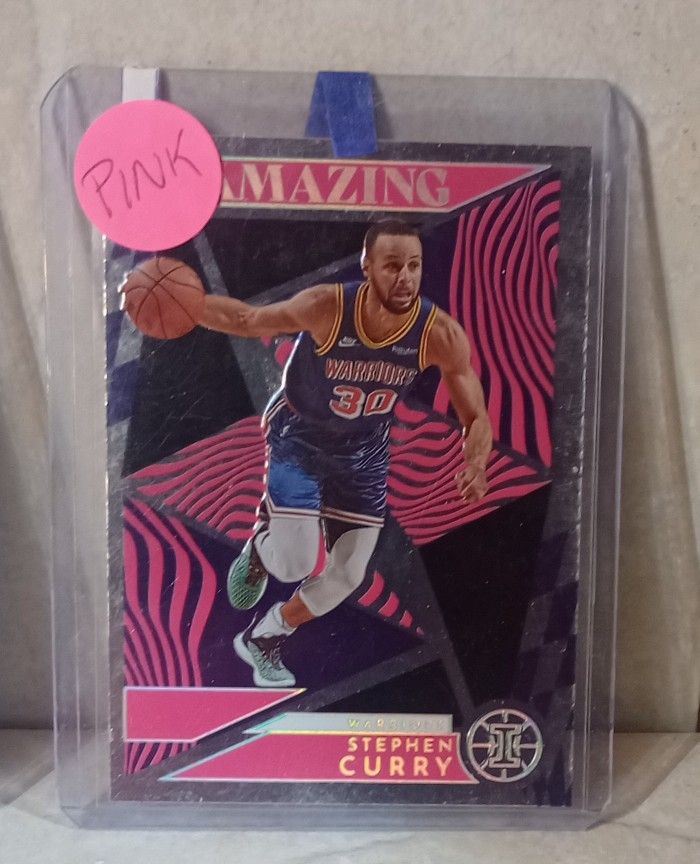 PINK
AMAZING
WARRIORS
30
WARRIORS
STEPHEN
CURRY